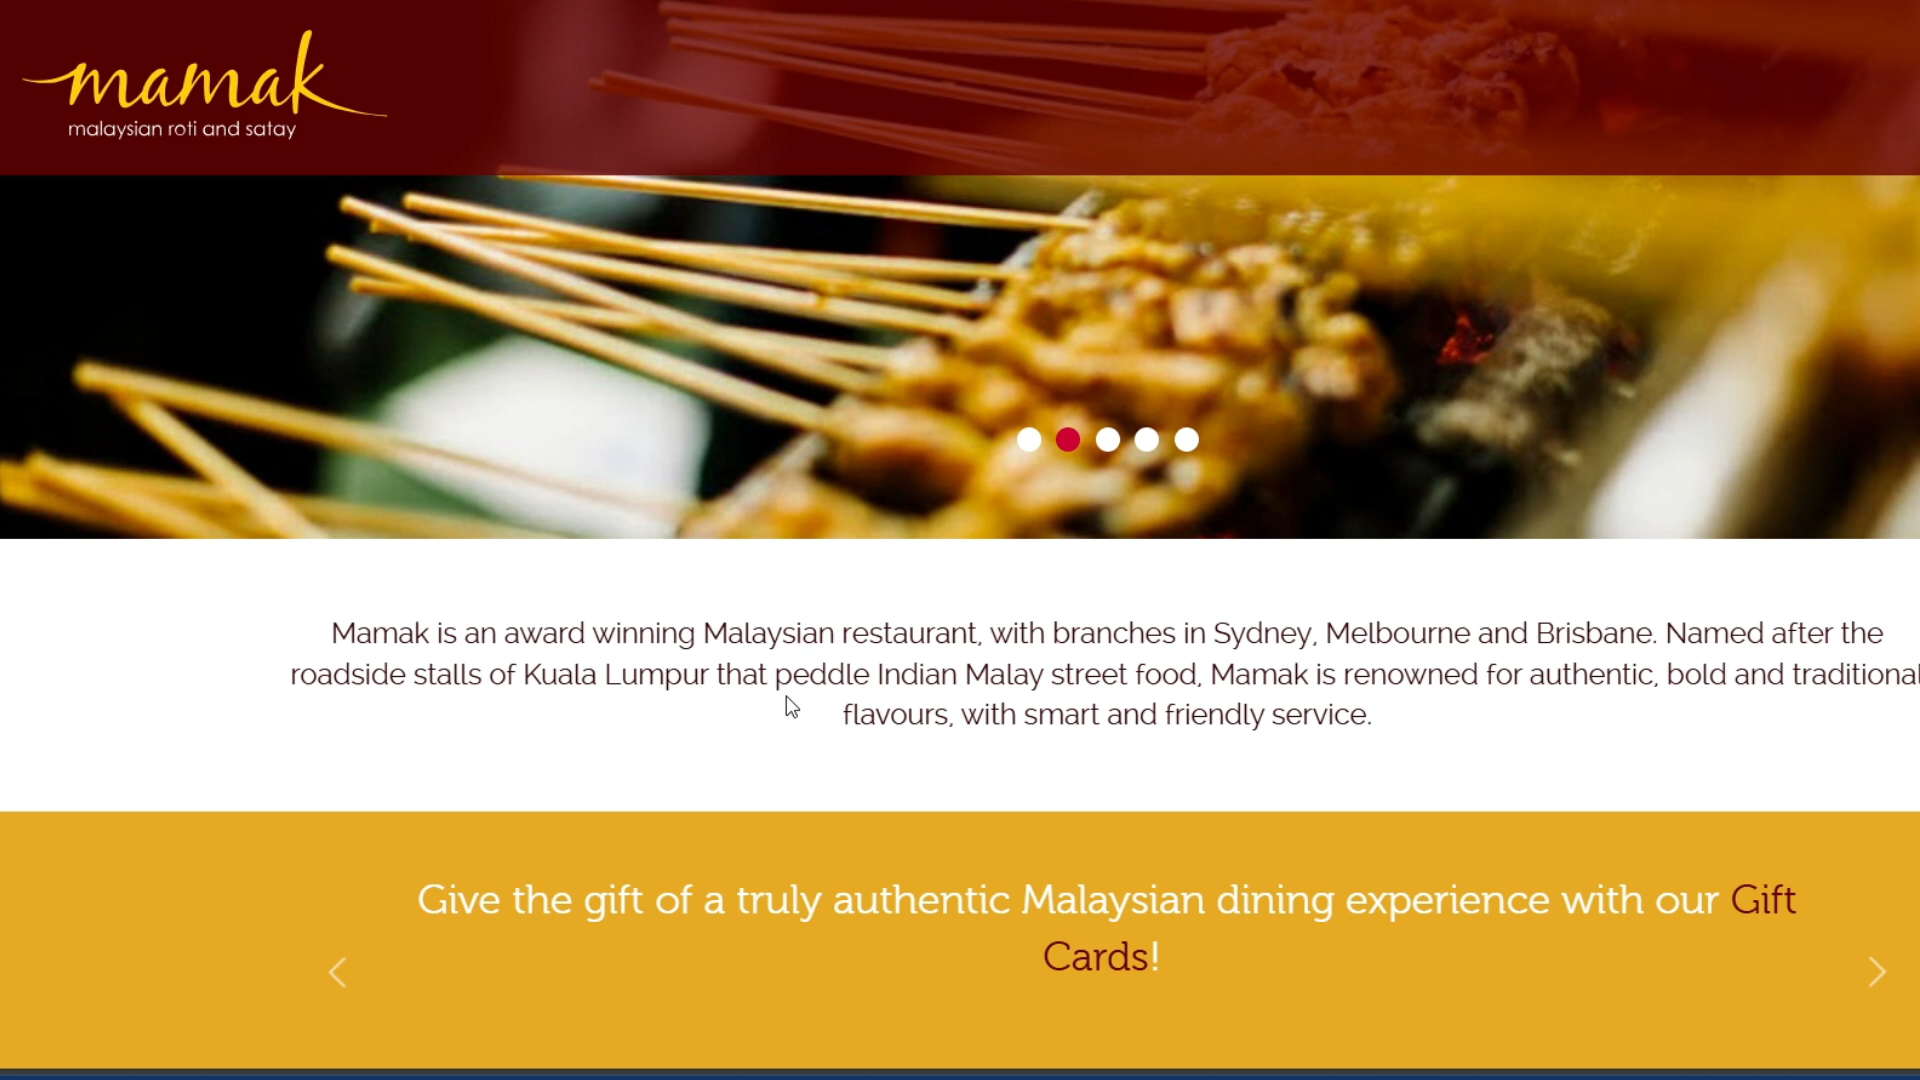 mamak
malaysian roti and satay
Mamak is an award winning Malaysian restaurant, with branches in Sydney, Melbourne and Brisbane. Named after the
roadside stalls of Kuala Lumpur that peddle Indian Malay street food, Mamak is renowned for authentic, bold and traditional
flavours, with smart and friendly service.
Give the gift of a truly authentic Malaysian dining experience with our Gift
Cards!